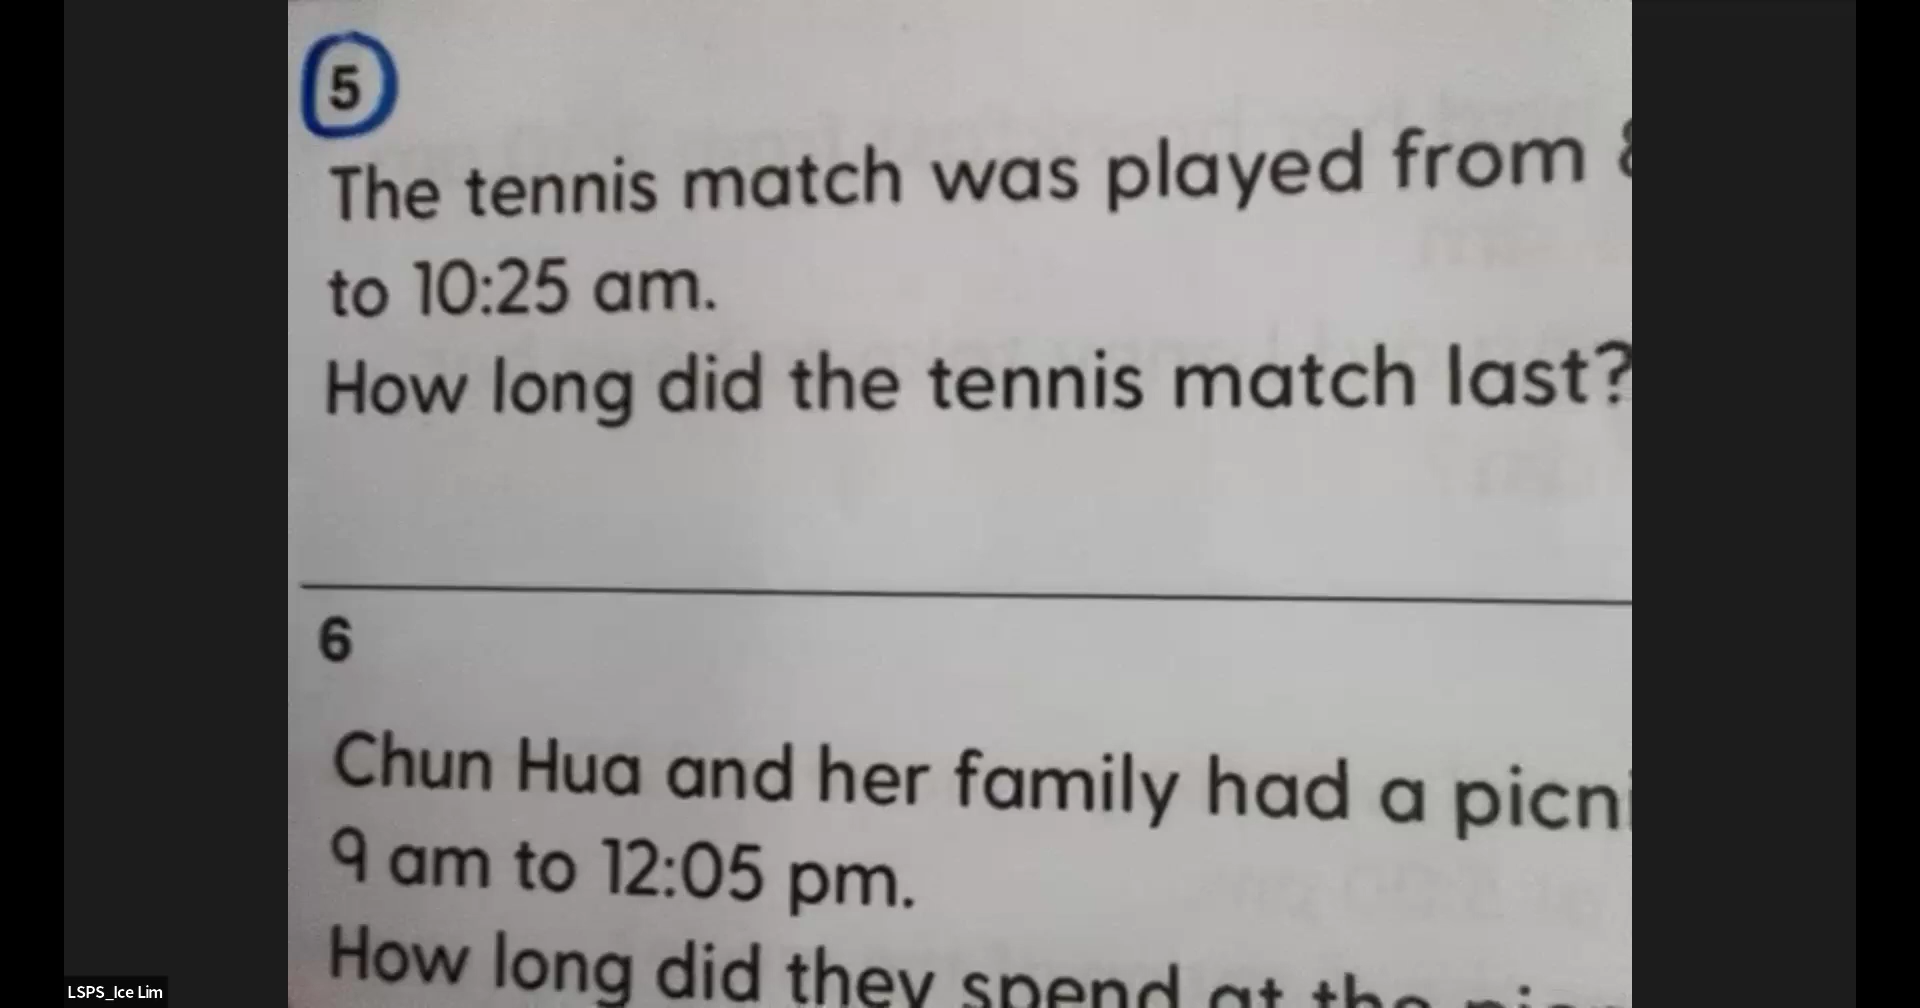 5
The tennis match was played from
to 10:25 am.
How long did the tennis match last?
6
Chun Hua and her family had a
9 am to 12:05 pm.
How long did they spend at the
LSPS_Ice Lim